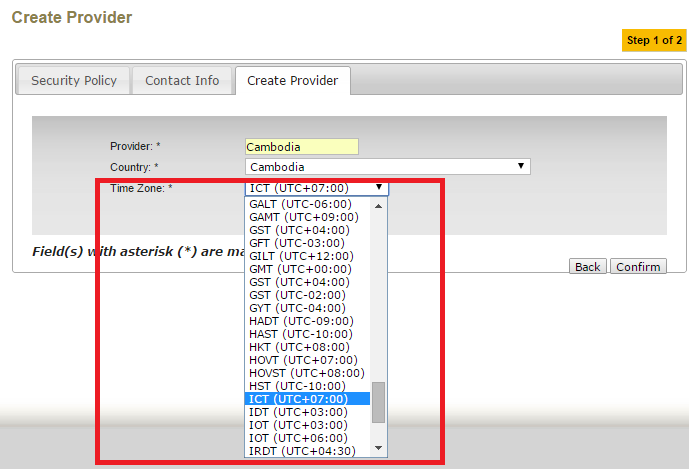 Create Provider
Step 1 of 2
Security Policy
Contact Info
Create Provider
Provider: * Cambodia
Country: * Cambodia
Time Zone: * ICT (UTC+07:00)
GALT (UTC-06:00)
GAMT (UTC+09:00)
GST (UTC+04:00)
GFT (UTC-03:00)
GILT (UTC+12:00)
GMT (UTC+00:00)
GST (UTC+04:00)
GST (UTC-02:00)
GYT (UTC-04:00)
HADT (UTC-09:00)
HAST (UTC-10:00)
HKT (UTC+08:00)
HOVT (UTC+07:00)
HOVST (UTC+08:00)
HST (UTC-10:00)
ICT (UTC+07:00)
IDT (UTC+03:00)
IOT (UTC+03:00)
IOT (UTC+06:00)
IRDT (UTC+04:30)
Field(s) with asterisk (*) are ma
Back Confirm